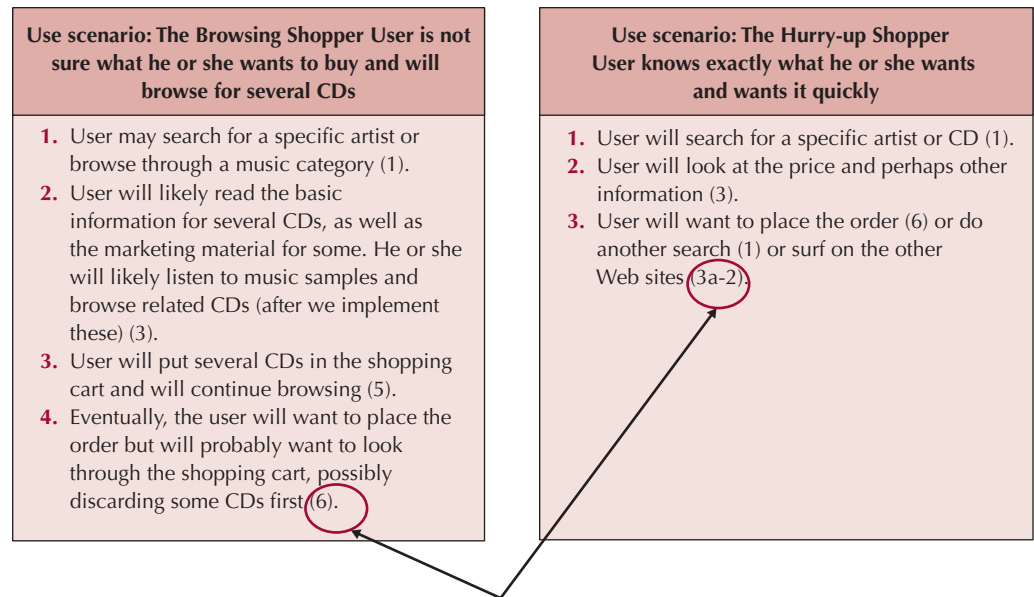 Use scenario: The Browsing Shopper User is not
sure what he or she wants to buy and will
browse for several CDs
1. User may search for a specific artist or
browse through a music category (1).
2. User will likely read the basic
information for several CDs, as well as
the marketing material for some. He or she
will likely listen to music samples and
browse related CDs (after we implement
these) (3).
3. User will put several CDs in the shopping
cart and will continue browsing (5).
4. Eventually, the user will want to place the
order but will probably want to look
through the shopping cart, possibly
discarding some CDs first (6).
Use scenario: The Hurry-up Shopper
User knows exactly what he or she wants
and wants it quickly
1. User will search for a specific artist or CD (1).
2. User will look at the price and perhaps other
information (3).
3. User will want to place the order (6) or do
another search (1) or surf on the other
Web sites (3a-2).